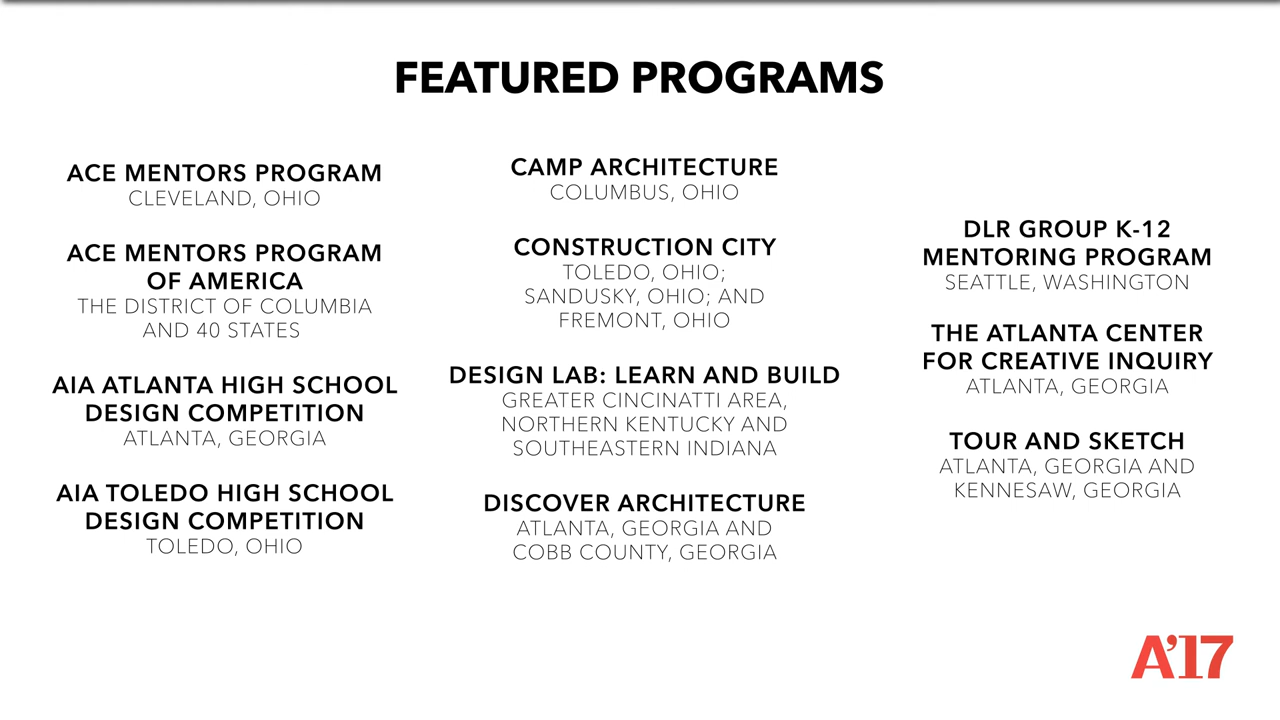 FEATURED PROGRAMS
ACE MENTORS PROGRAM
CLEVELAND, OHIO
ACE MENTORS PROGRAM
OF AMERICA
THE DISTRICT OF COLUMBIA
AND 40 STATES
AIA ATLANTA HIGH SCHOOL
DESIGN COMPETITION
ATLANTA, GEORGIA
AIA TOLEDO HIGH SCHOOL
DESIGN COMPETITION
TOLEDO, OHIO
CAMP ARCHITECTURE
COLUMBUS, OHIO
CONSTRUCTION CITY
TOLEDO, OHIO;
SANDUSKY, OHIO; AND
FREMONT, OHIO
DESIGN LAB: LEARN AND BUILD
GREATER CINCINATTI AREA,
NORTHERN KENTUCKY AND
SOUTHEASTERN INDIANA
DISCOVER ARCHITECTURE
ATLANTA, GEORGIA AND
COBB COUNTY, GEORGIA
DLR GROUP K-12
MENTORING PROGRAM
SEATTLE, WASHINGTON
THE ATLANTA CENTER
FOR CREATIVE INQUIRY
ATLANTA, GEORGIA
TOUR AND SKETCH
ATLANTA, GEORGIA AND
KENNESAW, GEORGIA
A’17